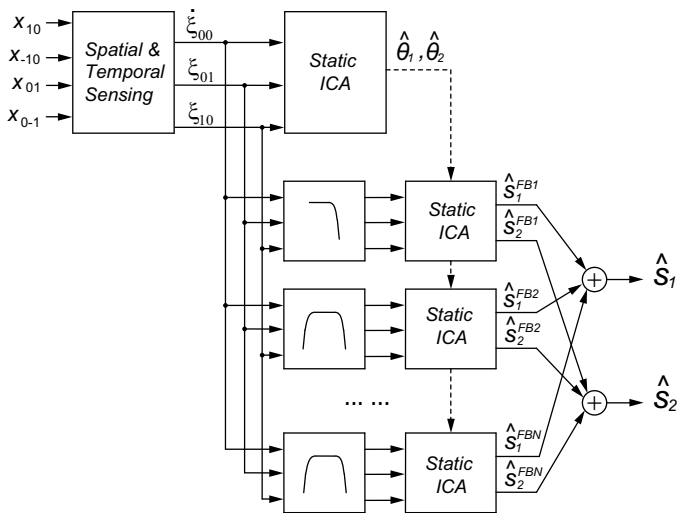 x₁₀
x₋₁₀
x₀₁
x₀₋₁
Spatial &
Temporal
Sensing
ξ̇₀₀
ξ₀₁
ξ₁₀
Static
ICA
θ̂₁, θ̂₂
Static
ICA
ŝ₁ᶠᴮ¹
ŝ₂ᶠᴮ¹
Static
ICA
ŝ₁ᶠᴮ²
ŝ₂ᶠᴮ²
... ...
Static
ICA
ŝ₁ᶠᴮᴺ
ŝ₂ᶠᴮᴺ
+
ŝ₁
+
ŝ₂